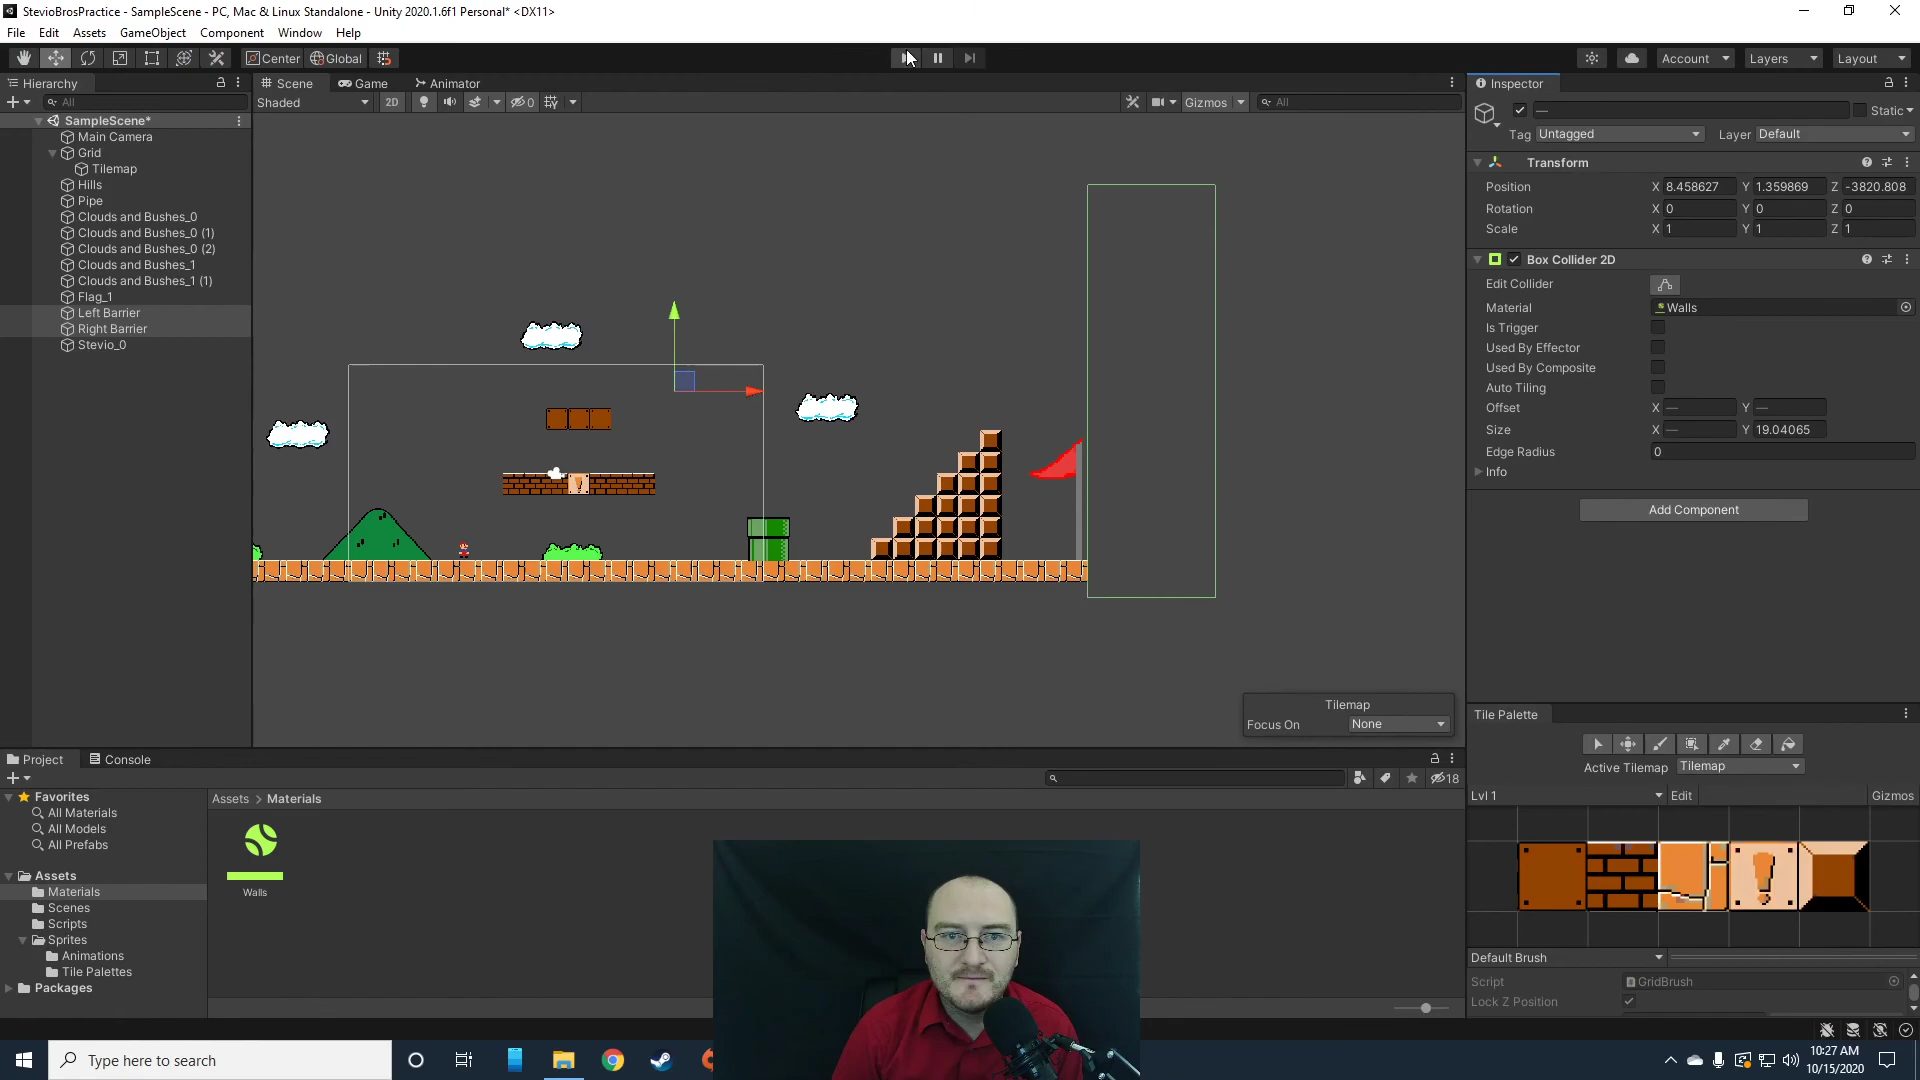 StevioBrosPractice - SampleScene - PC, Mac & Linux Standalone - Unity 2020.1.6f1 Personal* <DX11>
File Edit Assets GameObject Component Window Help
Center Global Account Layers Layout
Hierarchy
All
SampleScene*
Main Camera
Grid
Tilemap
Hills
Pipe
Clouds and Bushes_0
Clouds and Bushes_0 (1)
Clouds and Bushes_0 (2)
Clouds and Bushes_1
Clouds and Bushes_1 (1)
Flag_1
Left Barrier
Right Barrier
Stevio_0
Scene Game Animator
Shaded 2D 0 Gizmos All
Tilemap
Focus On None
Inspector
— Static
Tag Untagged Layer Default
Transform
Position X 8.458627 Y 1.359869 Z -3820.808
Rotation X 0 Y 0 Z 0
Scale X 1 Y 1 Z 1
Box Collider 2D
Edit Collider
Material Walls
Is Trigger
Used By Effector
Used By Composite
Auto Tiling
Offset X — Y —
Size X — Y 19.04065
Edge Radius 0
Info
Add Component
Tile Palette
Active Tilemap Tilemap
Lvl 1 Edit Gizmos
Default Brush
Script GridBrush
Lock Z Position
Project Console
18
Favorites
All Materials
All Models
All Prefabs
Assets
Materials
Scenes
Scripts
Sprites
Animations
Tile Palettes
Packages
Assets > Materials
Walls
Type here to search
10:27 AM
10/15/2020